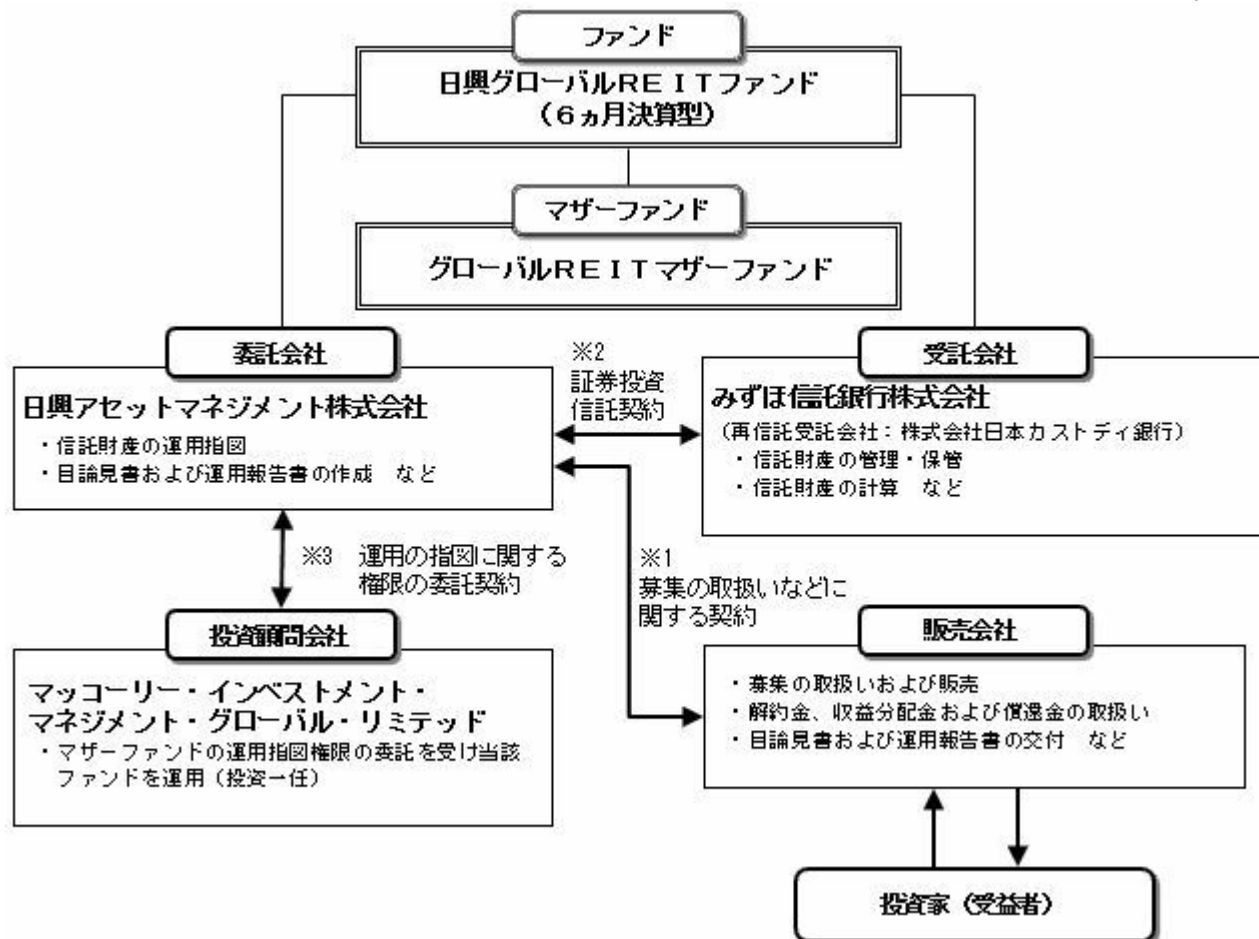 ファンド
日興グローバルＲＥＩＴファンド
（６ヵ月決算型）
マザーファンド
グローバルＲＥＩＴマザーファンド
委託会社
日興アセットマネジメント株式会社
・信託財産の運用指図
・目論見書および運用報告書の作成　など
※2
証券投資
信託契約
受託会社
みずほ信託銀行株式会社
（再信託受託会社：株式会社日本カストディ銀行）
・信託財産の管理・保管
・信託財産の計算　など
※3　運用の指図に関する
権限の委託契約
※1
募集の取扱いなどに
関する契約
投資顧問会社
マッコーリー・インベストメント・
マネジメント・グローバル・リミテッド
・マザーファンドの運用指図権限の委託を受け当該
ファンドを運用（投資一任）
販売会社
・募集の取扱いおよび販売
・解約金、収益分配金および償還金の取扱い
・目論見書および運用報告書の交付　など
投資家（受益者）